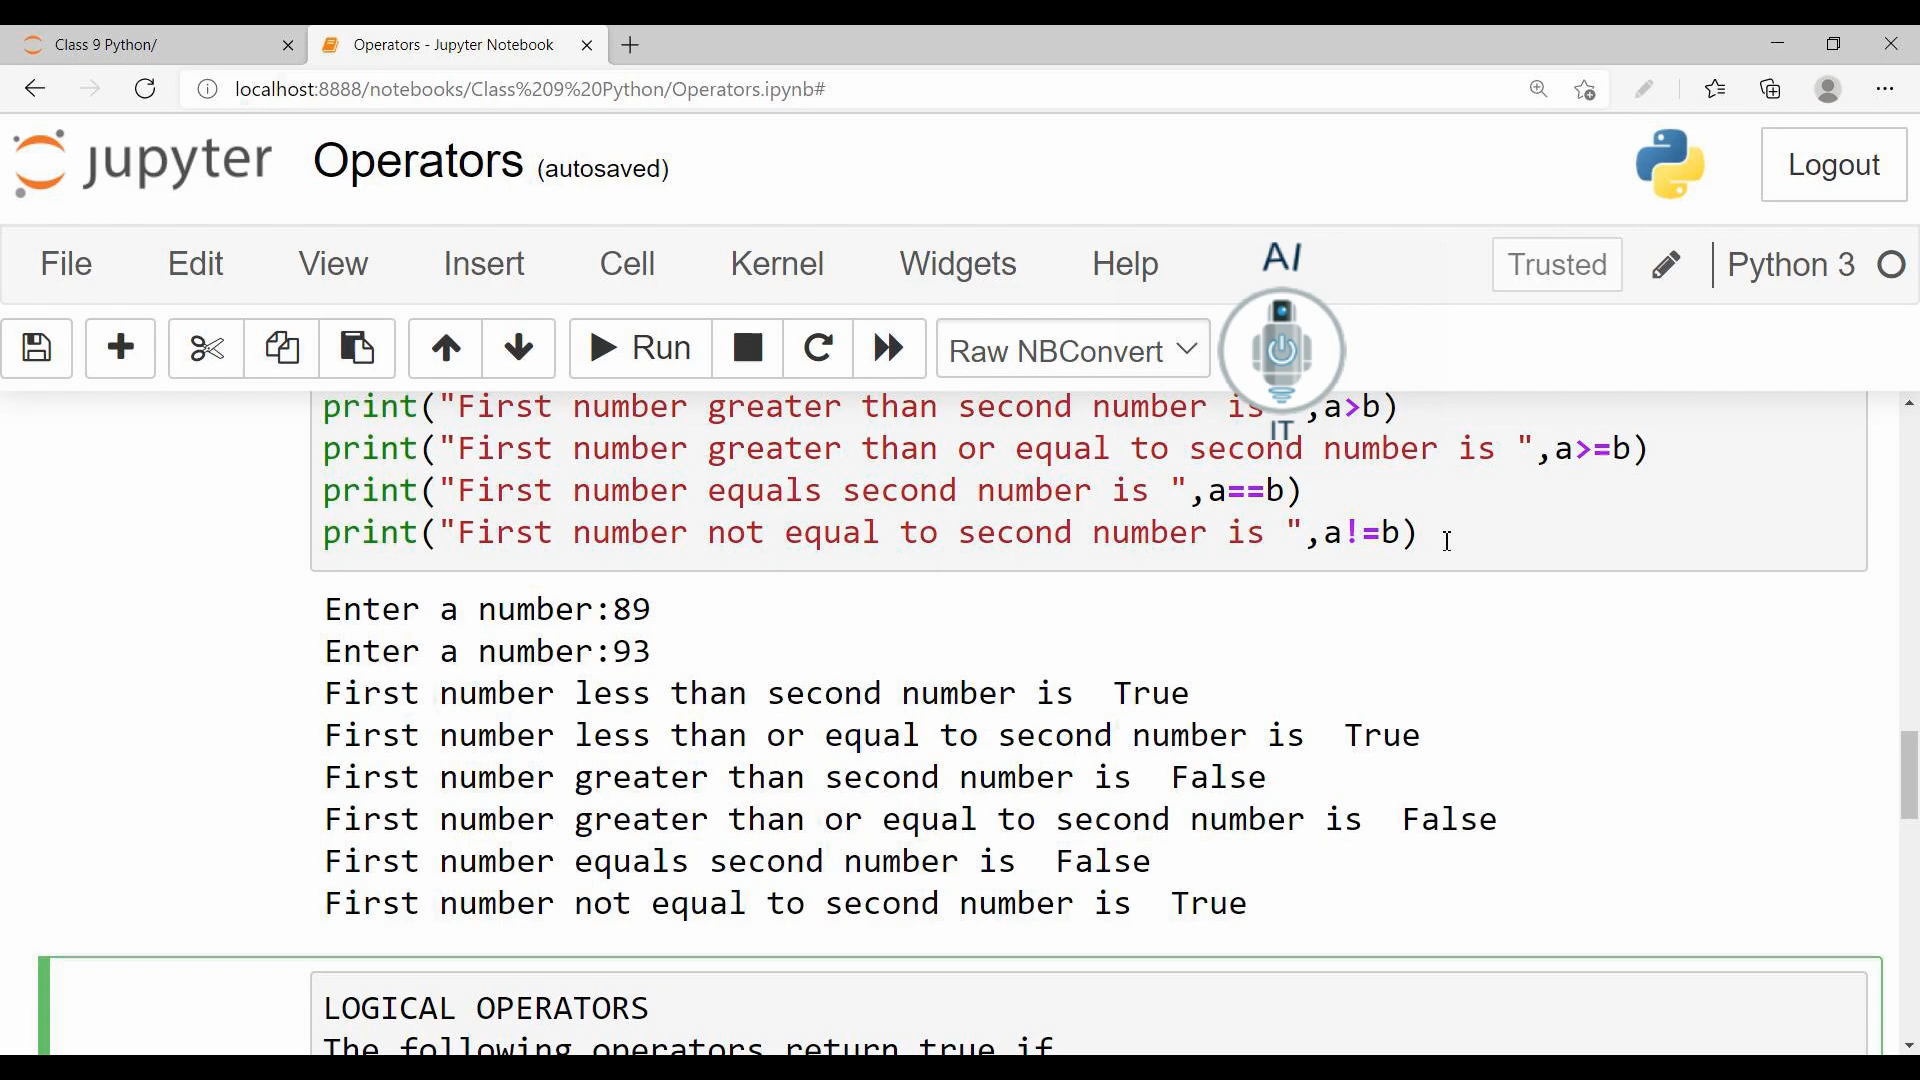 Class 9 Python/
Operators - Jupyter Notebook
localhost:8888/notebooks/Class%209%20Python/Operators.ipynb#
jupyter Operators (autosaved)
Logout
File Edit View Insert Cell Kernel Widgets Help
AI
Trusted
Python 3
Run
Raw NBConvert
IT
print("First number greater than second number is ",a>b)
print("First number greater than or equal to second number is ",a>=b)
print("First number equals second number is ",a==b)
print("First number not equal to second number is ",a!=b)
Enter a number:89
Enter a number:93
First number less than second number is  True
First number less than or equal to second number is  True
First number greater than second number is  False
First number greater than or equal to second number is  False
First number equals second number is  False
First number not equal to second number is  True
LOGICAL OPERATORS
The following operators return true if